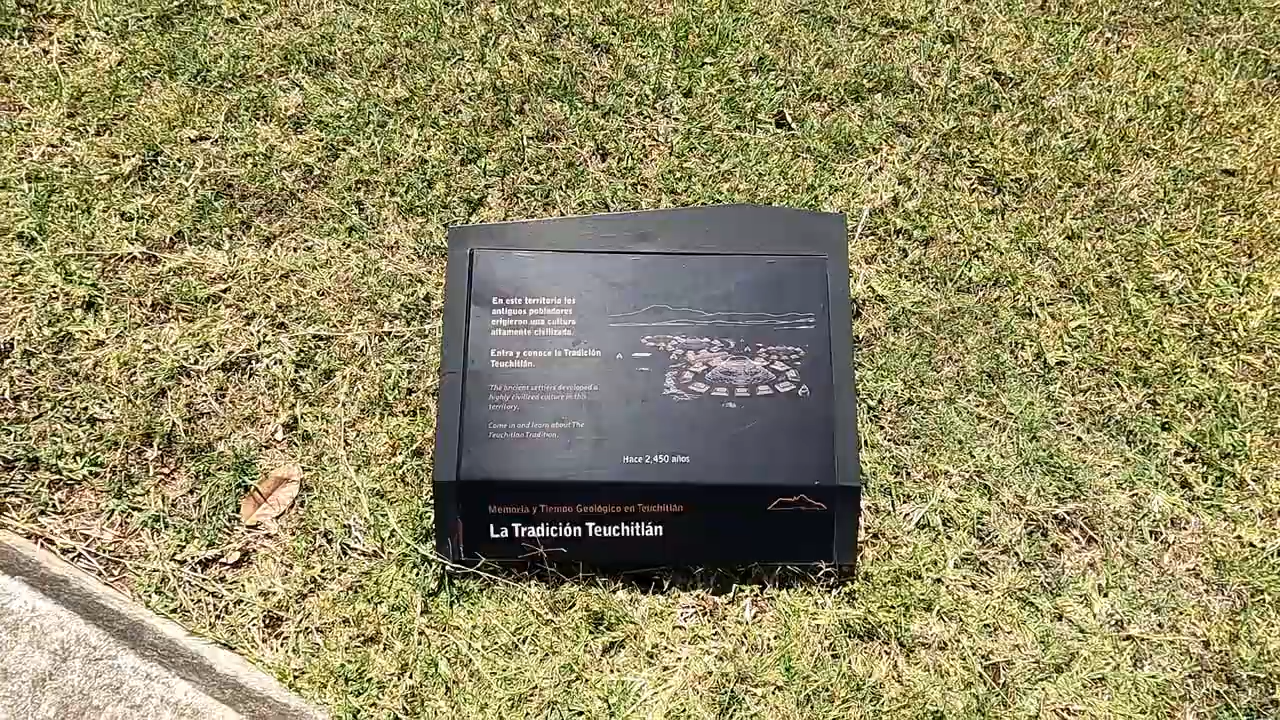 En este territorio los
antiguos pobladores
erigieron una cultura
altamente civilizada.
Entra y conoce la Tradición
Teuchitlán.
The ancient settlers developed a
highly civilized culture in this
territory.
Come in and learn about The
Teuchitlan Tradition.
Hace 2,450 años
Memoria y Tiempo Geológico en Teuchitlán
La Tradición Teuchitlán